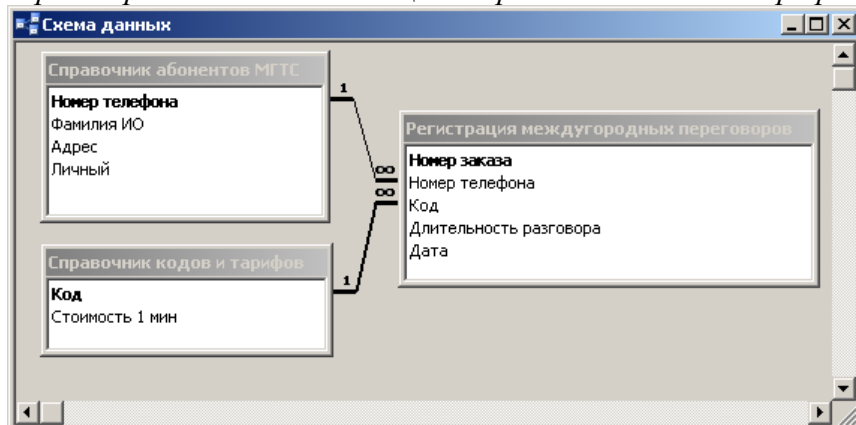 Схема данных
Справочник абонентов МГТС
Номер телефона
Фамилия ИО
Адрес
Личный
1
∞
∞
Регистрация междугородных переговоров
Номер заказа
Номер телефона
Код
Длительность разговора
Дата
Справочник кодов и тарифов
Код
Стоимость 1 мин
1